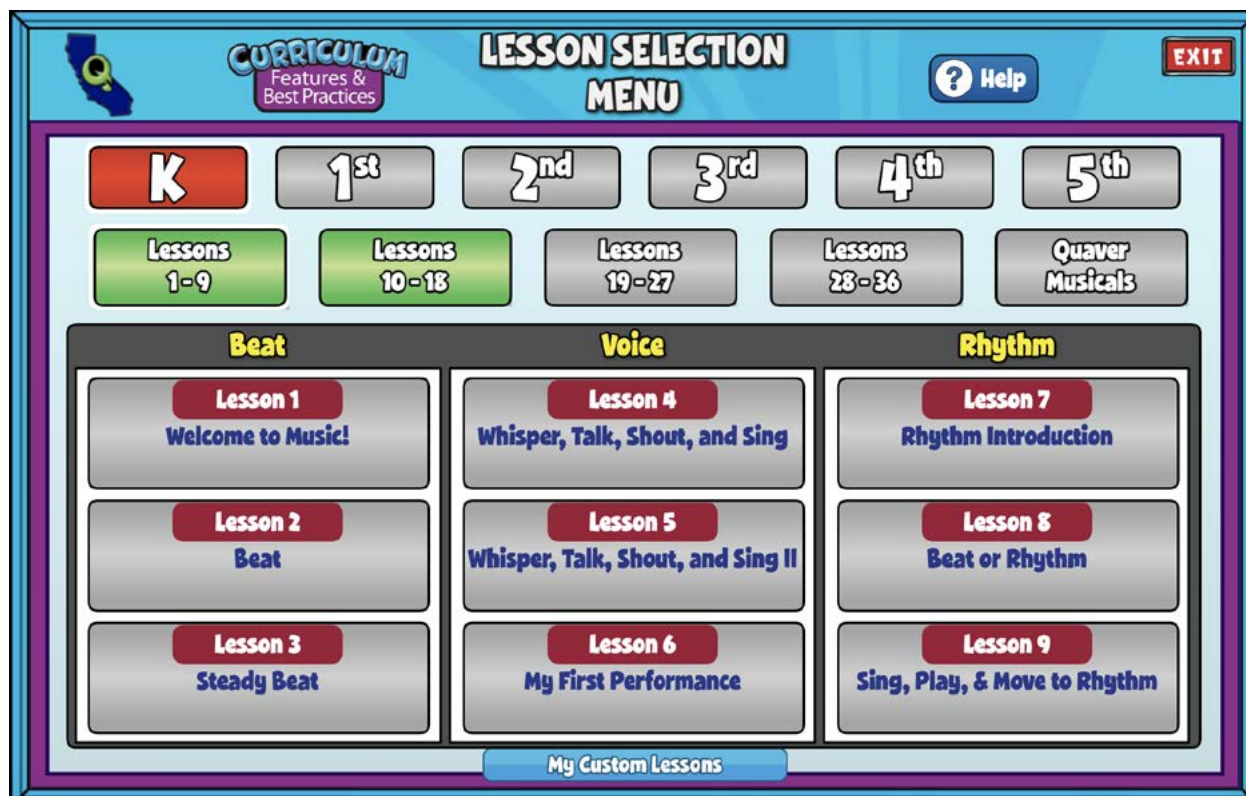 Q
CURRICULUM
Features &
Best Practices
LESSON SELECTION
MENU
? Help
EXIT
K
1st
2nd
3rd
4th
5th
Lessons
1-9
Lessons
10-18
Lessons
19-27
Lessons
28-36
Quaver
Musicals
Beat
Voice
Rhythm
Lesson 1
Welcome to Music!
Lesson 4
Whisper, Talk, Shout, and Sing
Lesson 7
Rhythm Introduction
Lesson 2
Beat
Lesson 5
Whisper, Talk, Shout, and Sing II
Lesson 8
Beat or Rhythm
Lesson 3
Steady Beat
Lesson 6
My First Performance
Lesson 9
Sing, Play, & Move to Rhythm
My Custom Lessons